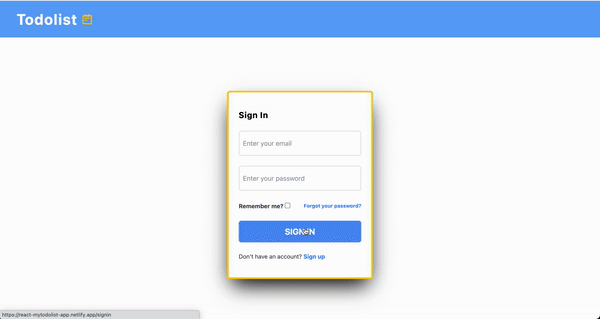 Todolist
Sign In
Enter your email
Enter your password
Remember me? Forgot your password?
SIGN IN
Don't have an account? Sign up
https://react-mytodolist-app.netlify.app/signin